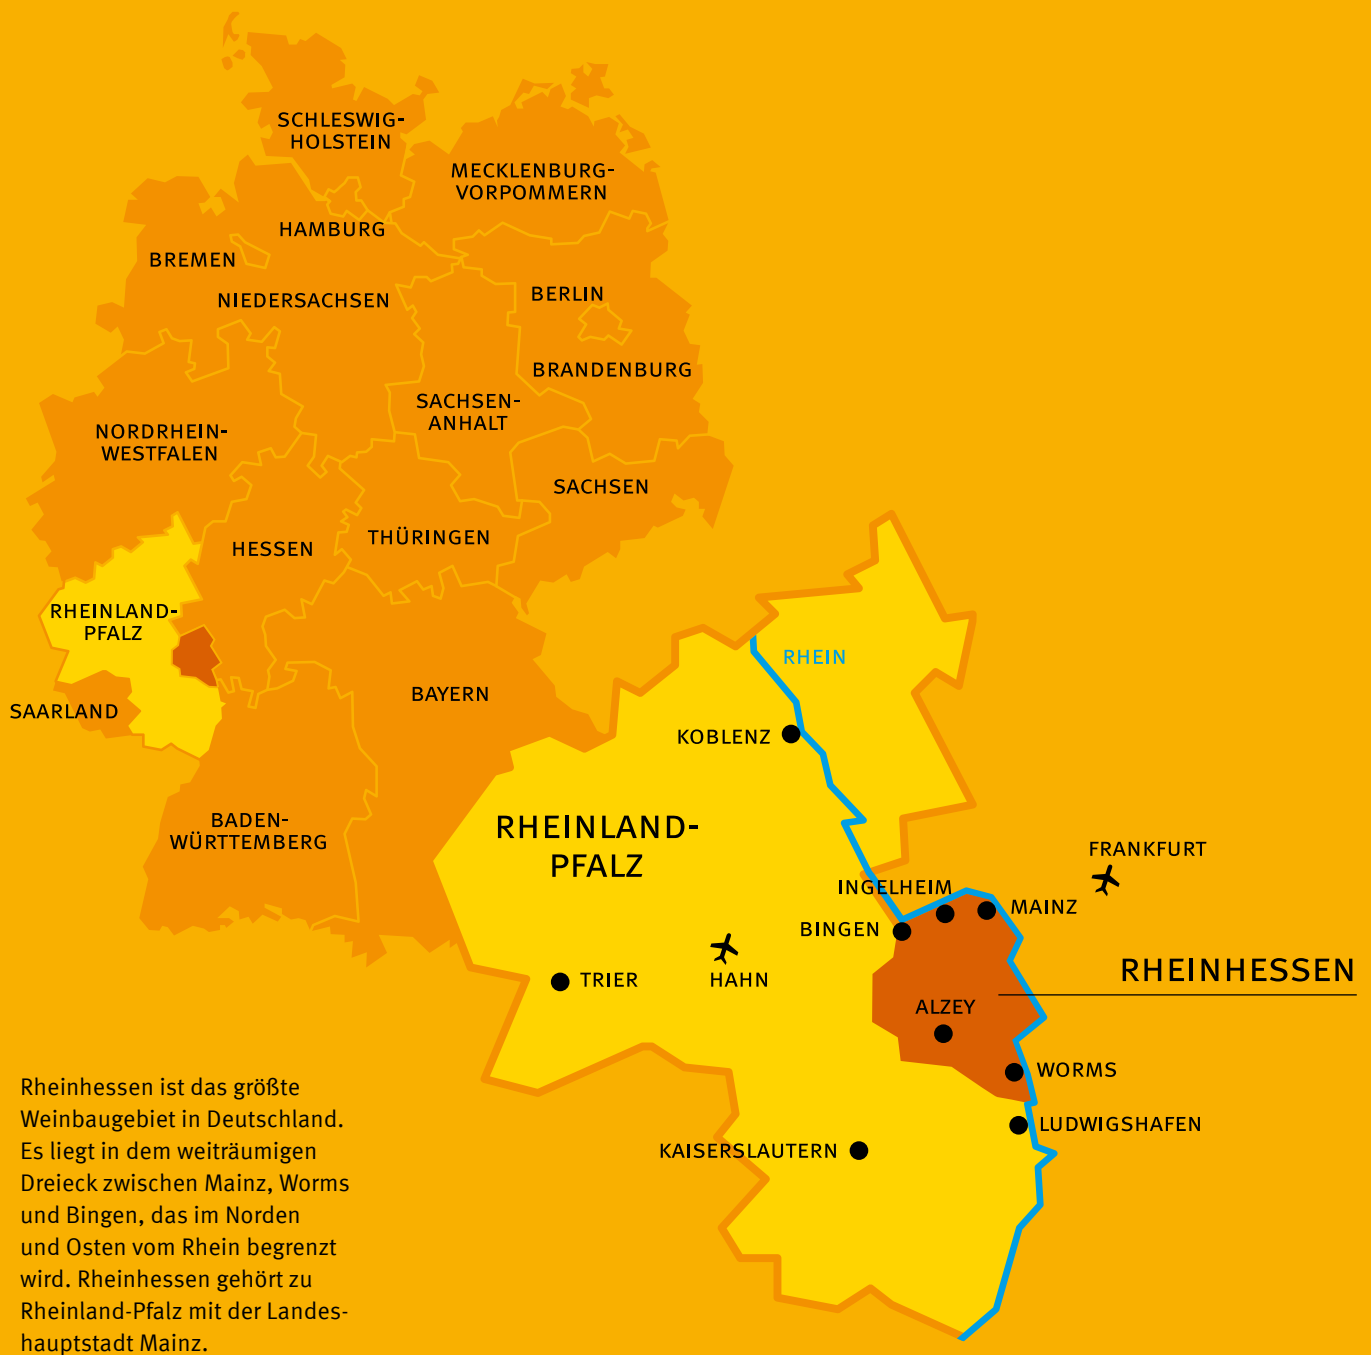 SCHLESWIG-
HOLSTEIN
MECKLENBURG-
VORPOMMERN
HAMBURG
BREMEN
NIEDERSACHSEN
BERLIN
BRANDENBURG
SACHSEN-
ANHALT
NORDRHEIN-
WESTFALEN
SACHSEN
THÜRINGEN
HESSEN
RHEINLAND-
PFALZ
SAARLAND
BAYERN
BADEN-
WÜRTTEMBERG
RHEIN
KOBLENZ
RHEINLAND-
PFALZ
FRANKFURT
INGELHEIM
MAINZ
BINGEN
RHEINHESSEN
TRIER
HAHN
ALZEY
WORMS
LUDWIGSHAFEN
KAISERSLAUTERN
Rheinhessen ist das größte
Weinbaugebiet in Deutschland.
Es liegt in dem weiträumigen
Dreieck zwischen Mainz, Worms
und Bingen, das im Norden
und Osten vom Rhein begrenzt
wird. Rheinhessen gehört zu
Rheinland-Pfalz mit der Landes-
hauptstadt Mainz.